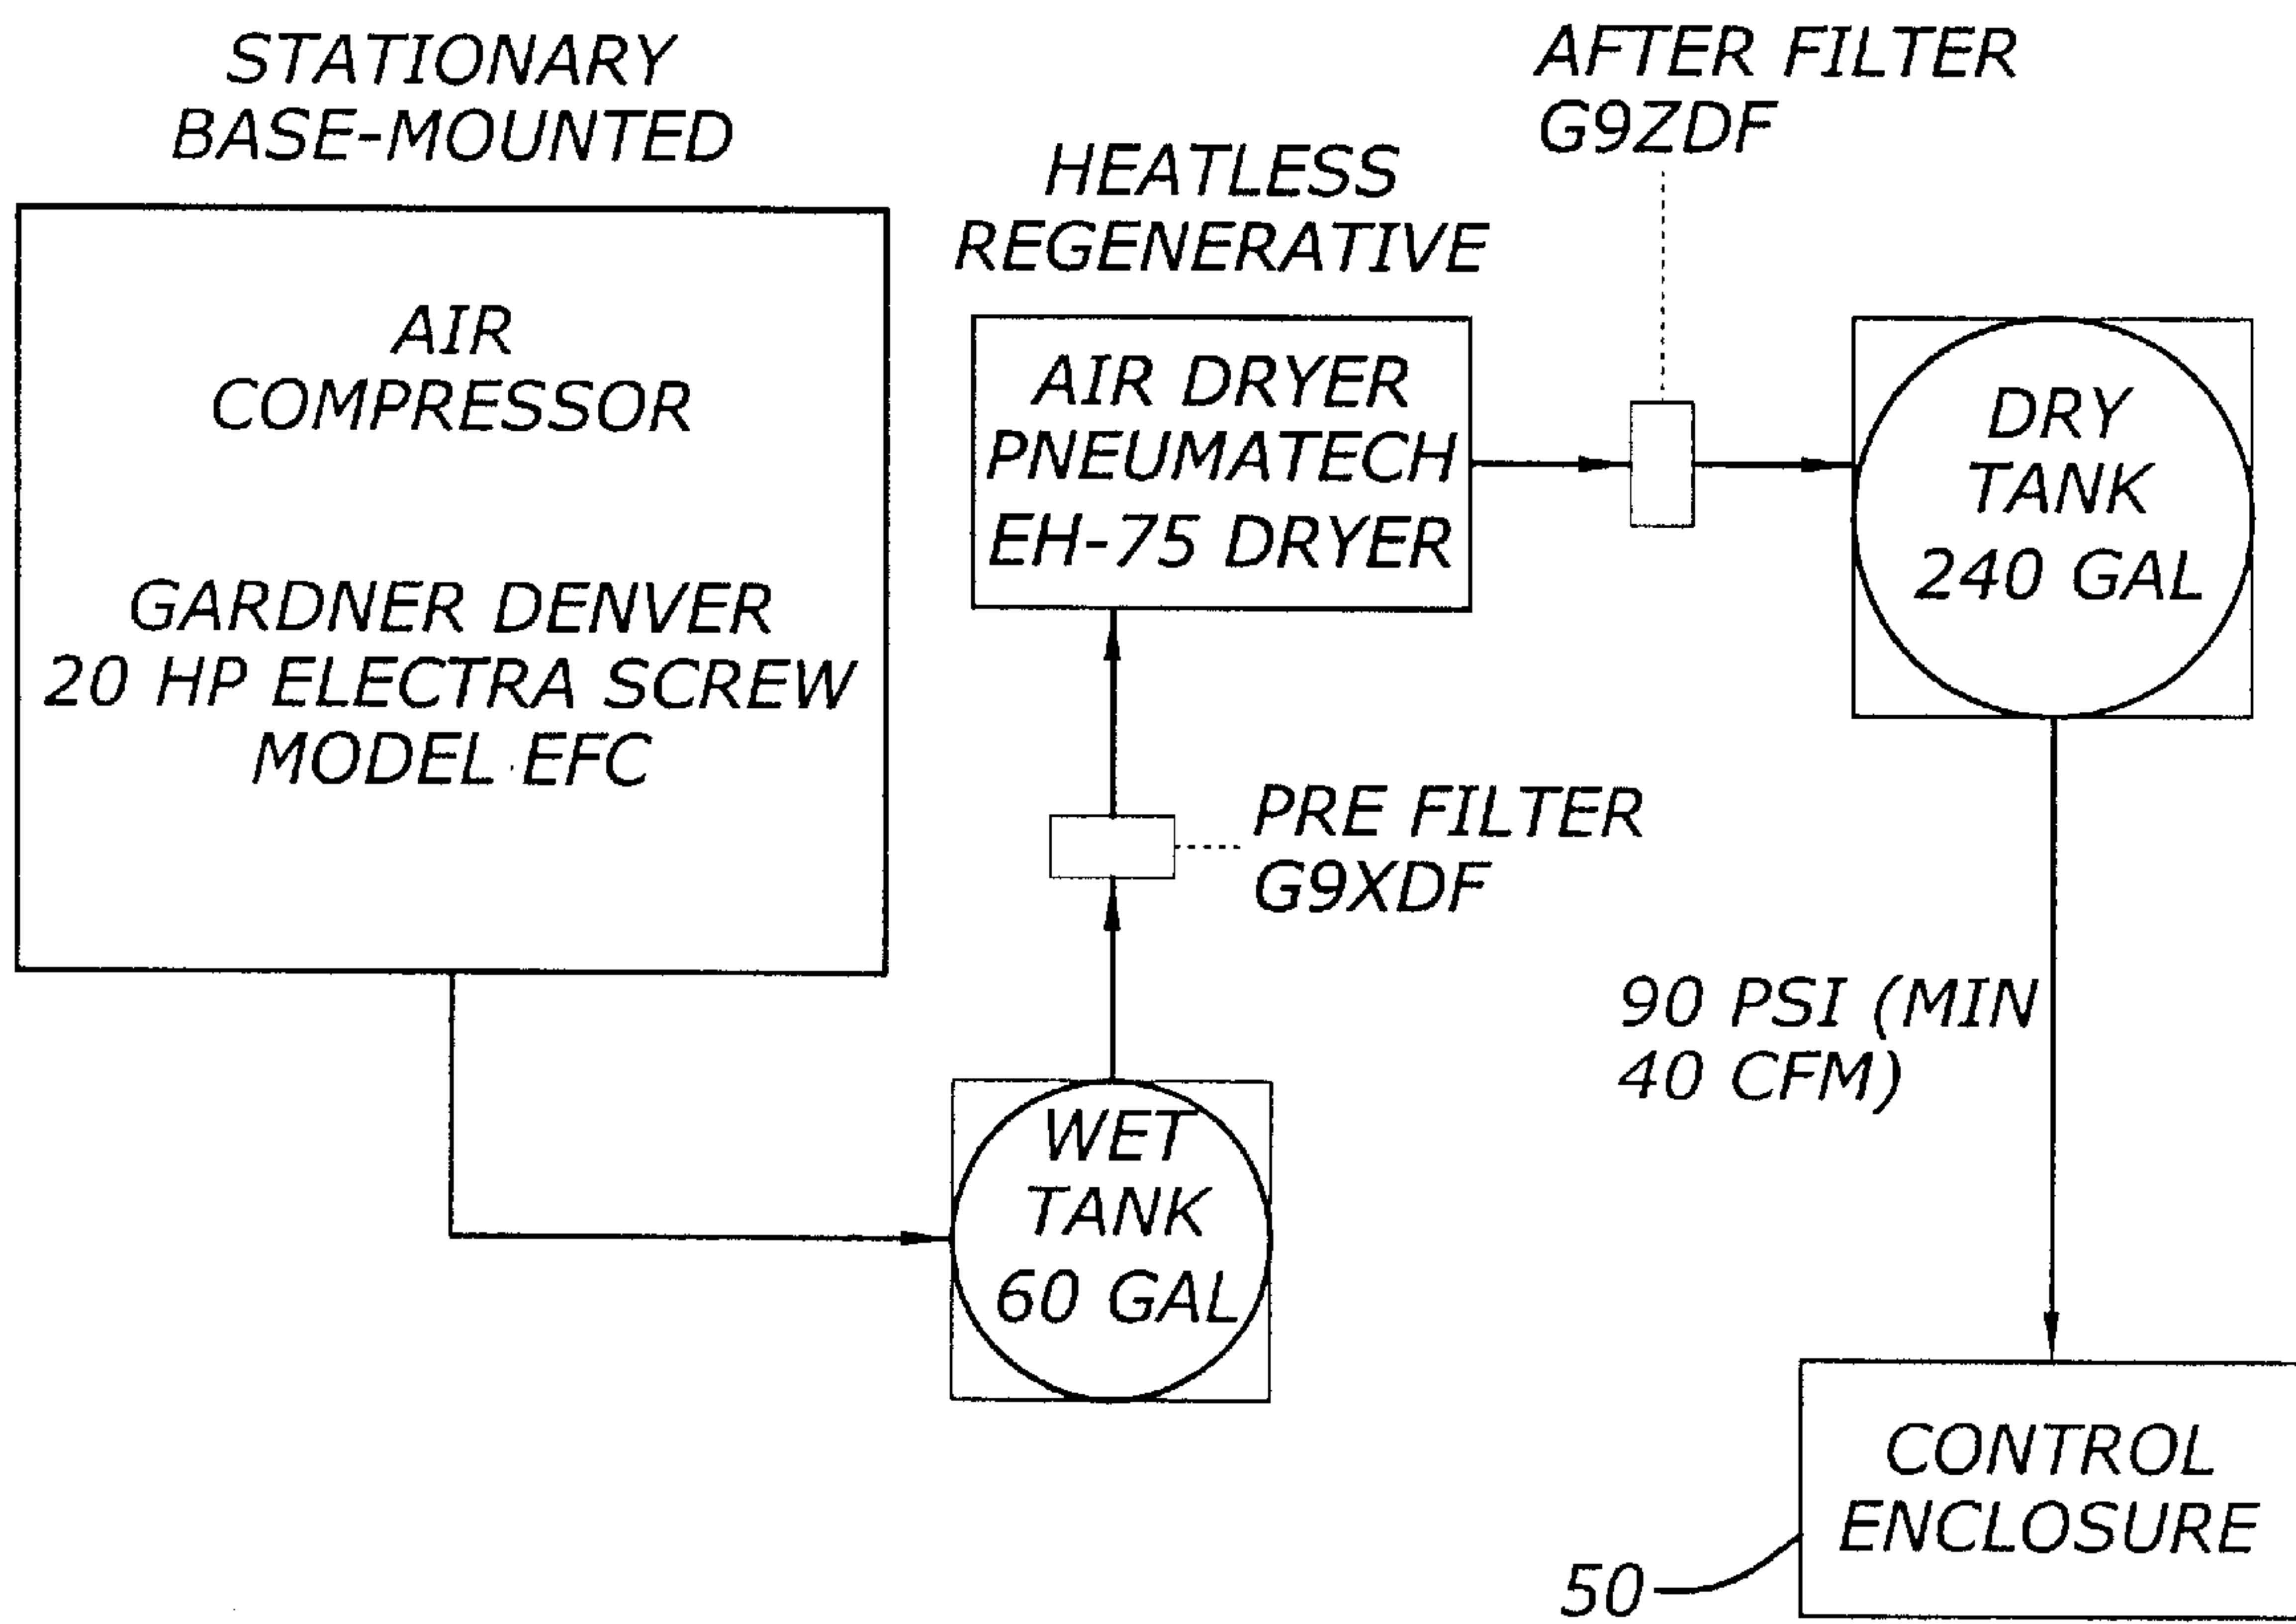 STATIONARY
BASE-MOUNTED
AIR
COMPRESSOR
GARDNER DENVER
20 HP ELECTRA SCREW
MODEL EFC
HEATLESS
REGENERATIVE
AIR DRYER
PNEUMATECH
EH-75 DRYER
AFTER FILTER
G9ZDF
DRY
TANK
240 GAL
PRE FILTER
G9XDF
90 PSI (MIN
40 CFM)
WET
TANK
60 GAL
CONTROL
ENCLOSURE
50